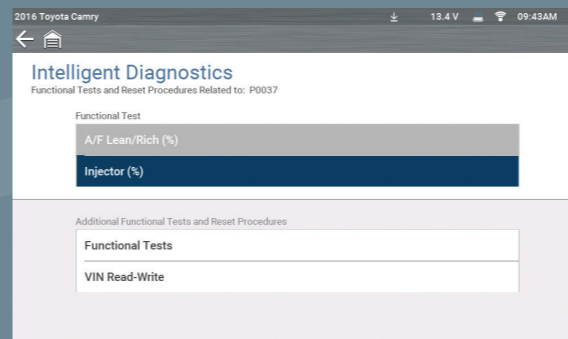 2016 Toyota Camry 13.4 V 09:43AM
Intelligent Diagnostics
Functional Tests and Reset Procedures Related to: P0037
Functional Test
A/F Lean/Rich (%)
Injector (%)
Additional Functional Tests and Reset Procedures
Functional Tests
VIN Read-Write